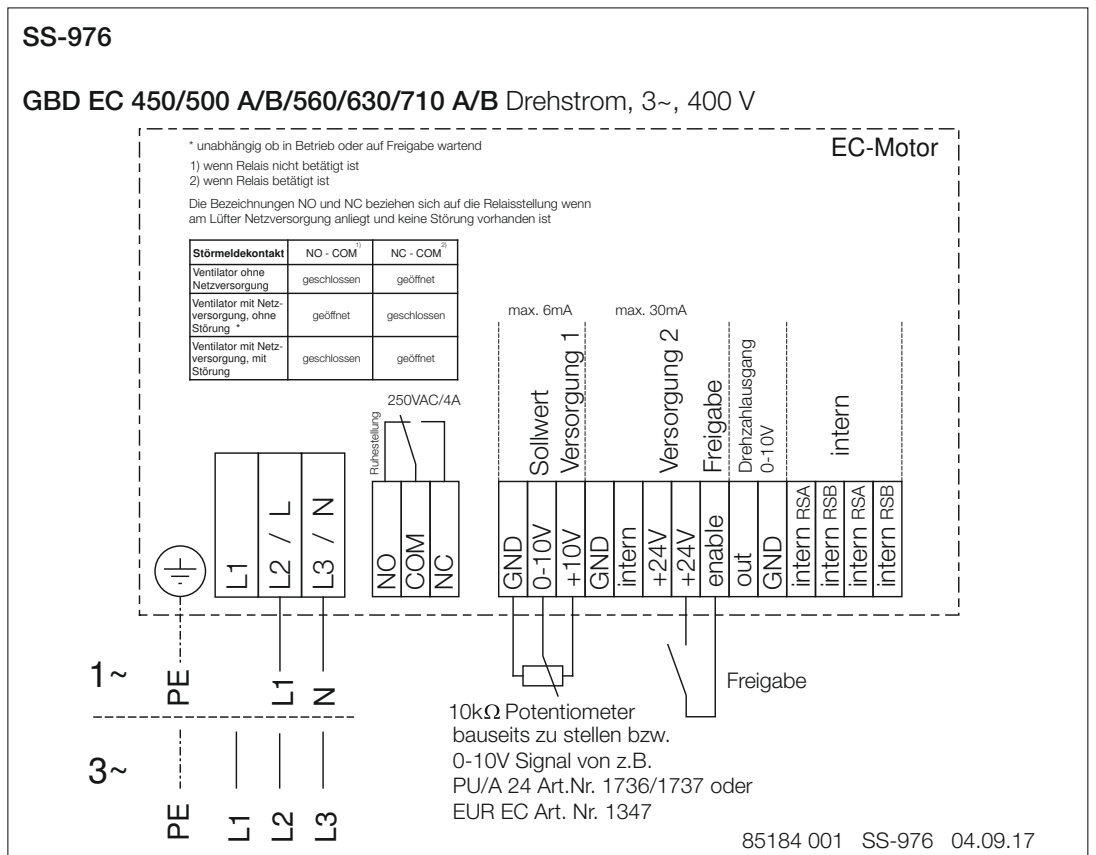 SS-976
GBD EC 450/500 A/B/560/630/710 A/B Drehstrom, 3~, 400 V
EC-Motor
* unabhängig ob in Betrieb oder auf Freigabe wartend
1) wenn Relais nicht betätigt ist
2) wenn Relais betätigt ist
Die Bezeichnungen NO und NC beziehen sich auf die Relaisstellung wenn
am Lüfter Netzversorgung anliegt und keine Störung vorhanden ist
Störmeldekontakt NO - COM 1) NC - COM 2)
Ventilator ohne
Netzversorgung geschlossen geöffnet
Ventilator mit Netz-
versorgung, ohne
Störung * geöffnet geschlossen
Ventilator mit Netz-
versorgung, mit
Störung geschlossen geöffnet
250VAC/4A
Ruhestellung
max. 6mA
max. 30mA
Sollwert
Versorgung 1
Versorgung 2
Freigabe
Drehzahlausgang
0-10V
intern
L1
L2 / L
L3 / N
NO
COM
NC
GND
0-10V
+10V
GND
intern
+24V
+24V
enable
out
GND
intern RSA
intern RSB
intern RSA
intern RSB
1~
PE
L1
N
3~
PE
L1
L2
L3
Freigabe
10kΩ Potentiometer
bauseits zu stellen bzw.
0-10V Signal von z.B.
PU/A 24 Art.Nr. 1736/1737 oder
EUR EC Art. Nr. 1347
85184 001 SS-976 04.09.17